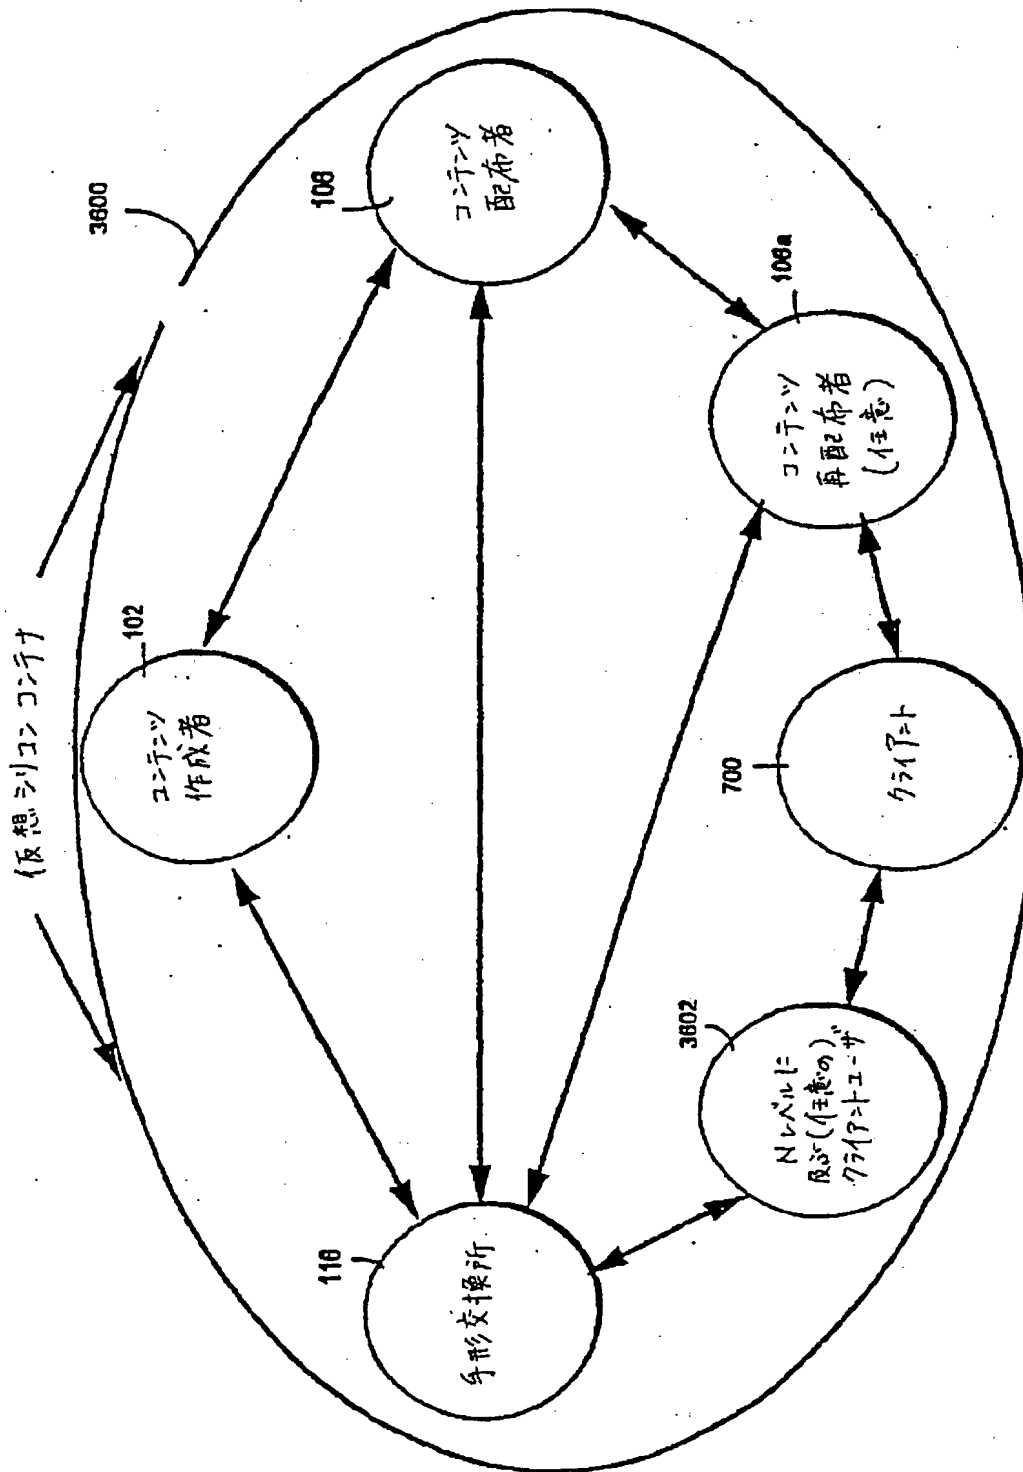 仮想シリコン コンテナ
3600
コンテンツ
作成者
102
コンテンツ
配布者
106
コンテンツ
再配布者
(任意)
106a
クライアント
700
Nレベルに
及ぶ(任意の)
クライアントユーザ
3602
手形交換所
116